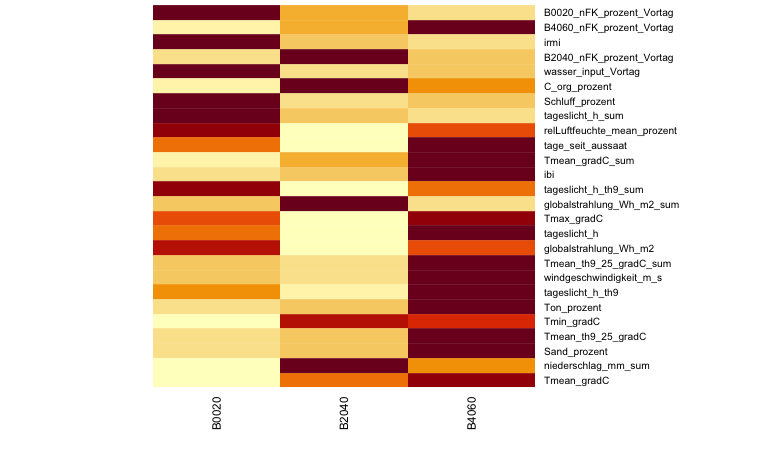 B0020_nFK_prozent_Vortag
B4060_nFK_prozent_Vortag
irmi
B2040_nFK_prozent_Vortag
wasser_input_Vortag
C_org_prozent
Schluff_prozent
tageslicht_h_sum
relLuftfeuchte_mean_prozent
tage_seit_aussaat
Tmean_gradC_sum
ibi
tageslicht_h_th9_sum
globalstrahlung_Wh_m2_sum
Tmax_gradC
tageslicht_h
globalstrahlung_Wh_m2
Tmean_th9_25_gradC_sum
windgeschwindigkeit_m_s
tageslicht_h_th9
Ton_prozent
Tmin_gradC
Tmean_th9_25_gradC
Sand_prozent
niederschlag_mm_sum
Tmean_gradC
B0020
B2040
B4060